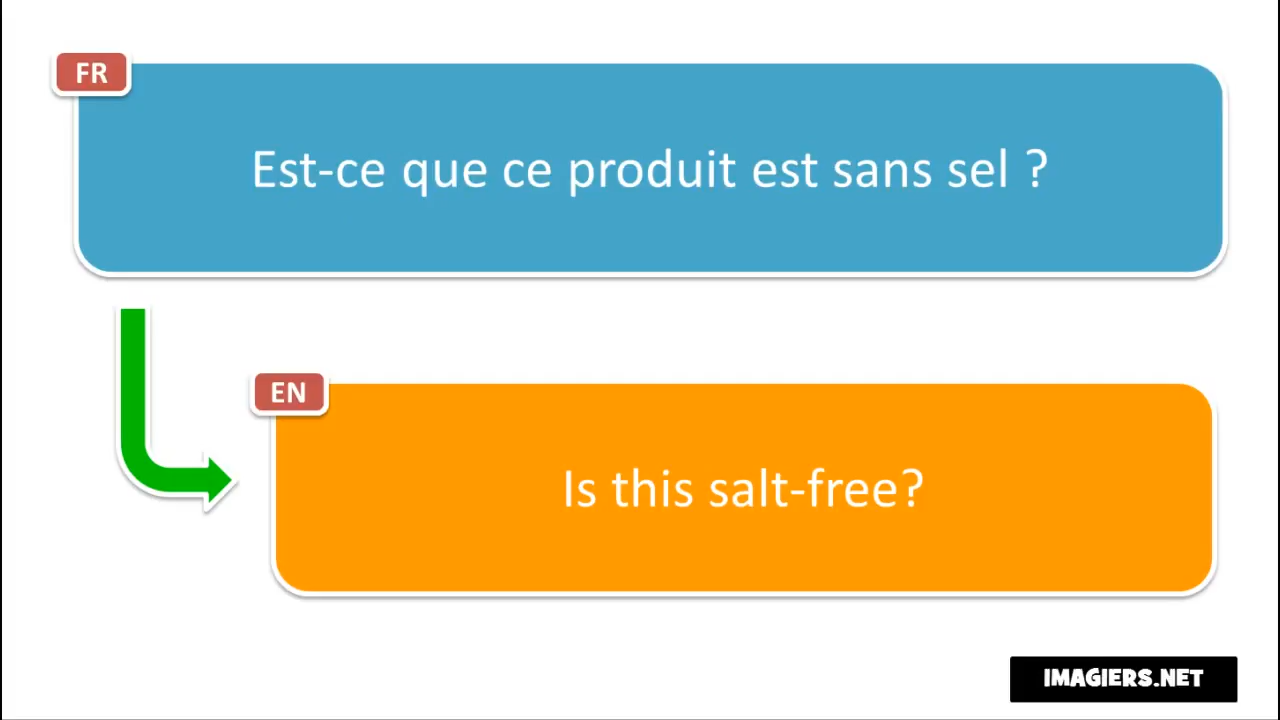 FR
Est-ce que ce produit est sans sel ?
EN
Is this salt-free?
IMAGIERS.NET